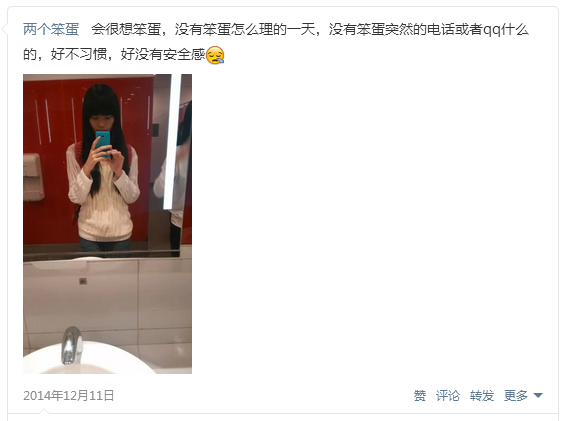 两个笨蛋 会很想笨蛋，没有笨蛋怎么理的一天，没有笨蛋突然的电话或者qq什么
的，好不习惯，好没有安全感
2014年12月11日 赞 评论 转发 更多